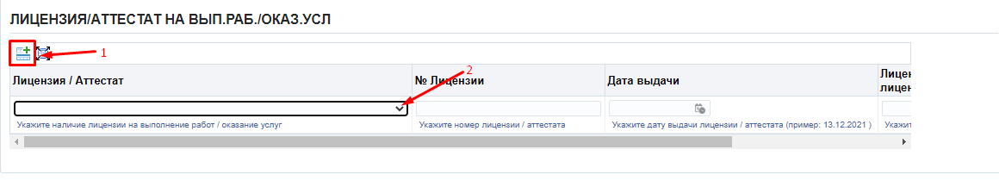 ЛИЦЕНЗИЯ/АТТЕСТАТ НА ВЫП.РАБ./ОКАЗ.УСЛ
1
2
Лицензия / Аттестат № Лицензии Дата выдачи Лицен
лиценз
Укажите наличие лицензии на выполнение работ / оказание услуг Укажите номер лицензии / аттестата Укажите дату выдачи лицензии / аттестата (пример: 13.12.2021 ) Укажи